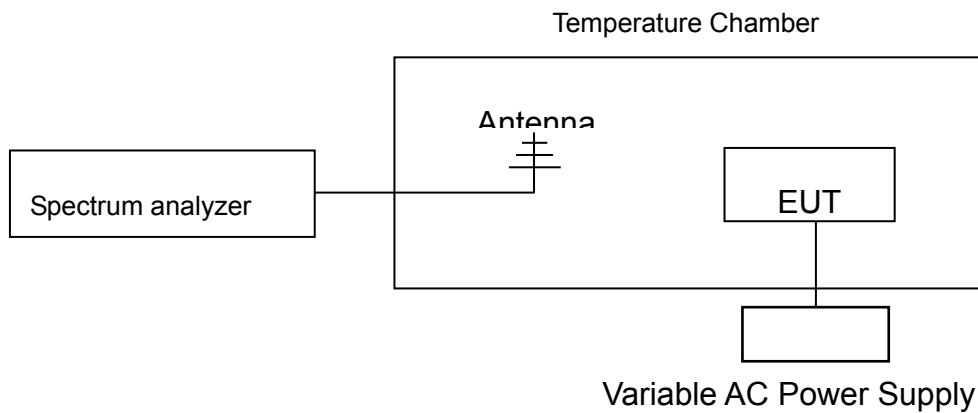 Temperature Chamber
Antenna
Spectrum analyzer
EUT
Variable AC Power Supply